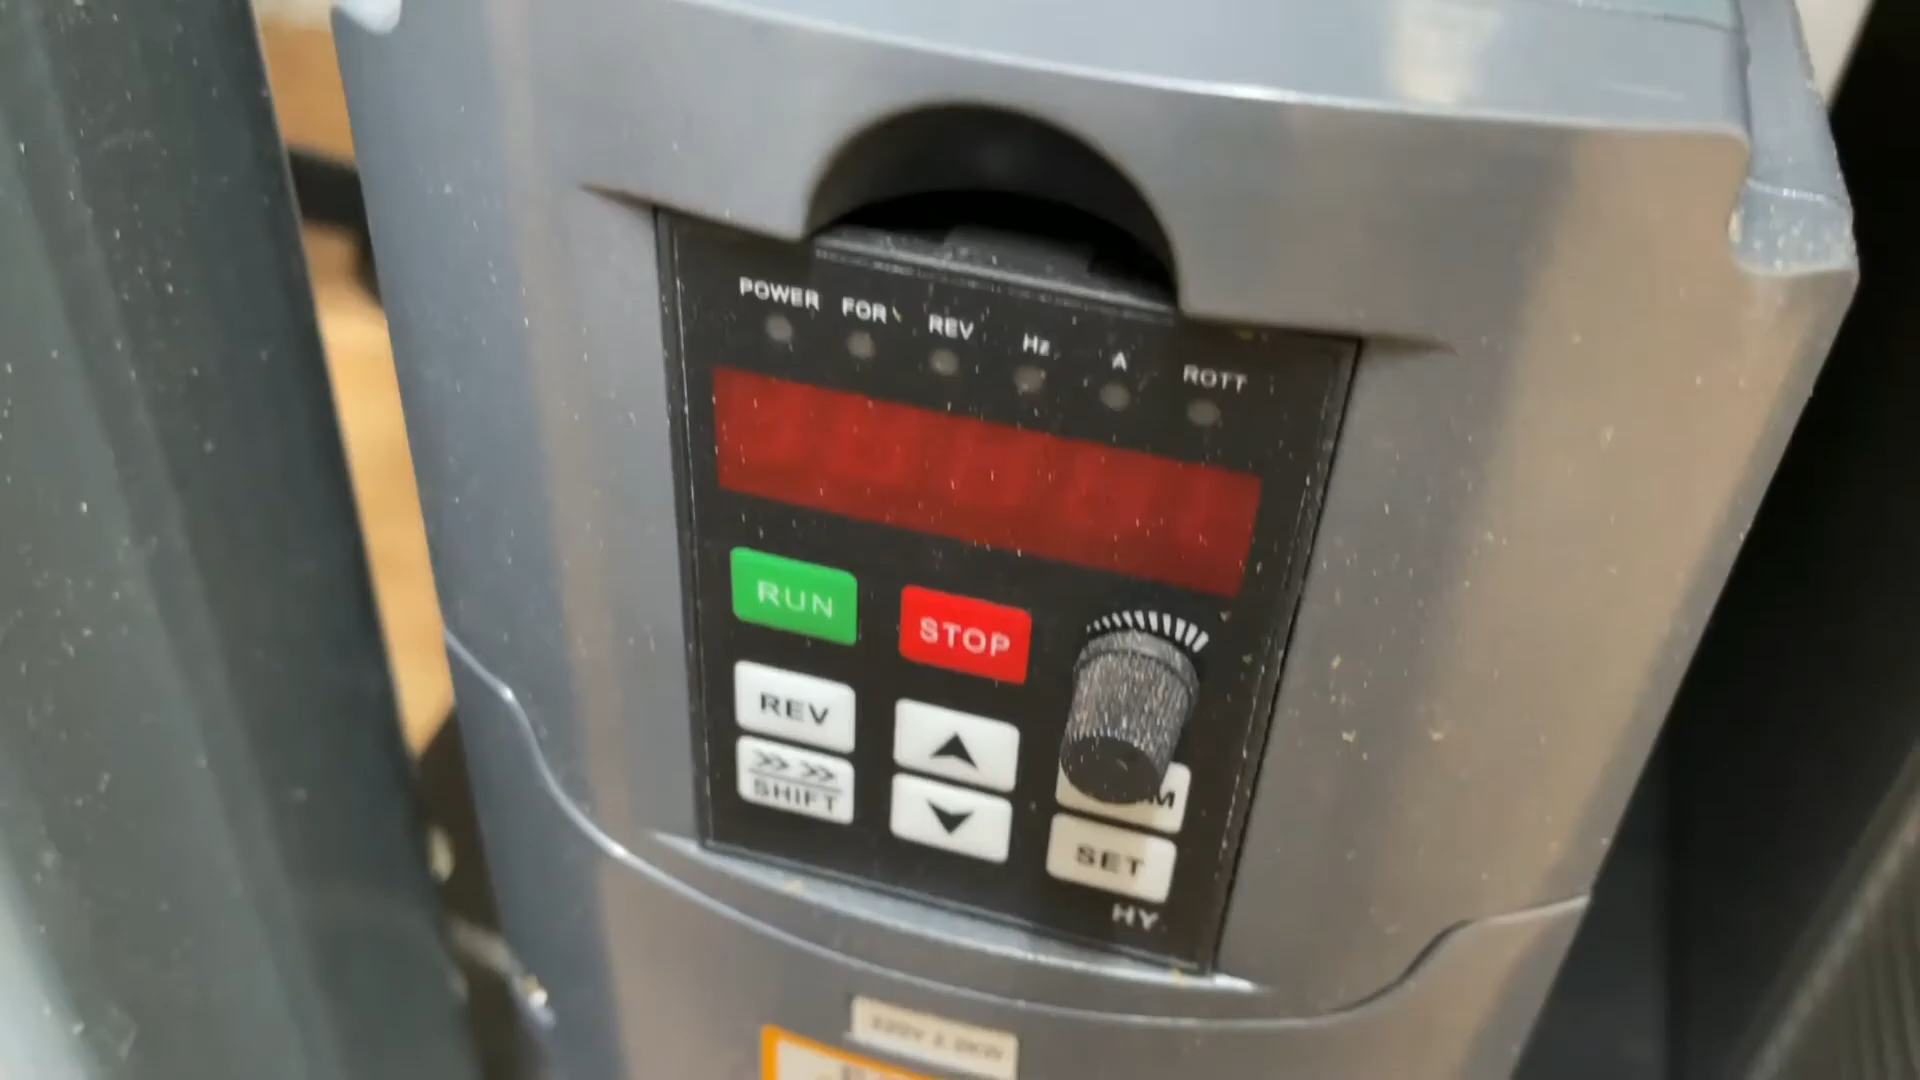 POWER FOR REV Hz A ROTT
RUN STOP
REV
SHIFT
SET
HY